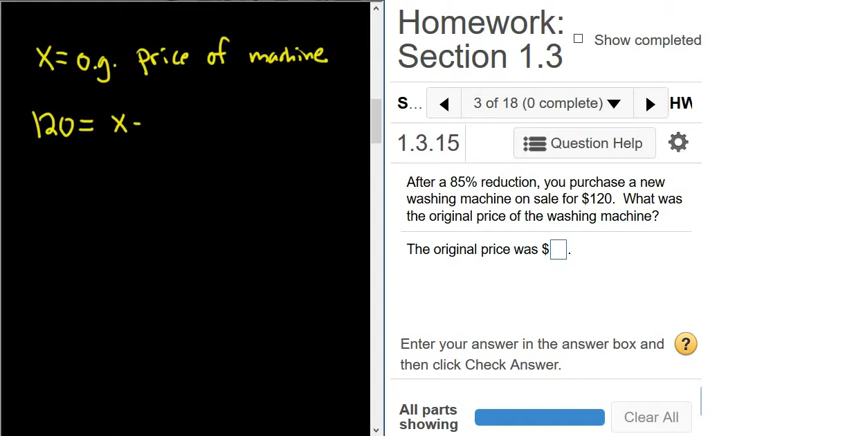 x = o.g. price of machine
120 = x -
Homework:
Section 1.3
Show completed
S... 3 of 18 (0 complete) HW
1.3.15 Question Help
After a 85% reduction, you purchase a new
washing machine on sale for $120. What was
the original price of the washing machine?
The original price was $ .
Enter your answer in the answer box and
then click Check Answer.
?
All parts
showing
Clear All